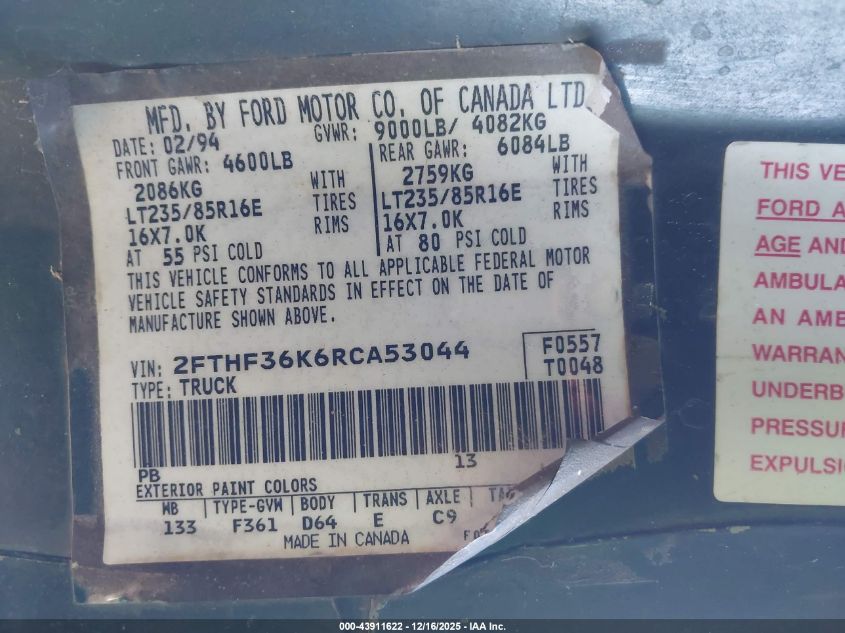 MFD. BY FORD MOTOR CO. OF CANADA LTD
DATE: 02/94 GVWR: 9000LB/ 4082KG
FRONT GAWR: 4600LB REAR GAWR: 6084LB
2086KG WITH 2759KG WITH
LT235/85R16E TIRES LT235/85R16E TIRES
16X7.0K RIMS 16X7.0K RIMS
AT 55 PSI COLD AT 80 PSI COLD
THIS VEHICLE CONFORMS TO ALL APPLICABLE FEDERAL MOTOR
VEHICLE SAFETY STANDARDS IN EFFECT ON THE DATE OF
MANUFACTURE SHOWN ABOVE.
VIN: 2FTHF36K6RCA53044 F0557
TYPE: TRUCK T0048
PB 13
EXTERIOR PAINT COLORS
WB TYPE-GVW BODY TRANS AXLE
133 F361 D64 E C9
MADE IN CANADA
THIS VE
FORD A
AGE AND
AMBULA
AN AMB
WARRAN
UNDERB
PRESSU
EXPULSI
000-43911622 - 12/16/2025 - IAA Inc.